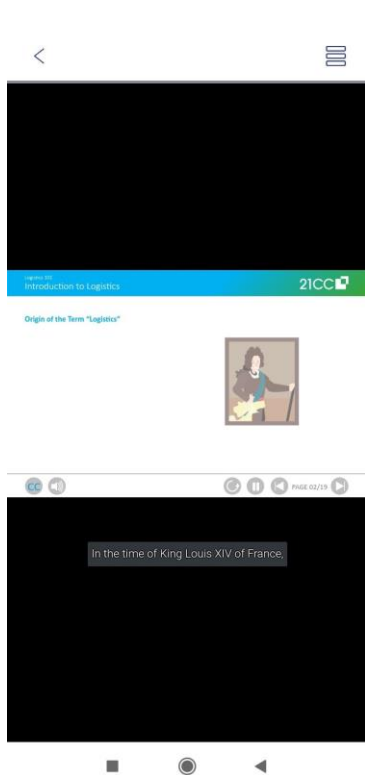 Logistics 101
Introduction to Logistics
21CC
Origin of the Term "Logistics"
CC
PAGE 02/19
In the time of King Louis XIV of France,